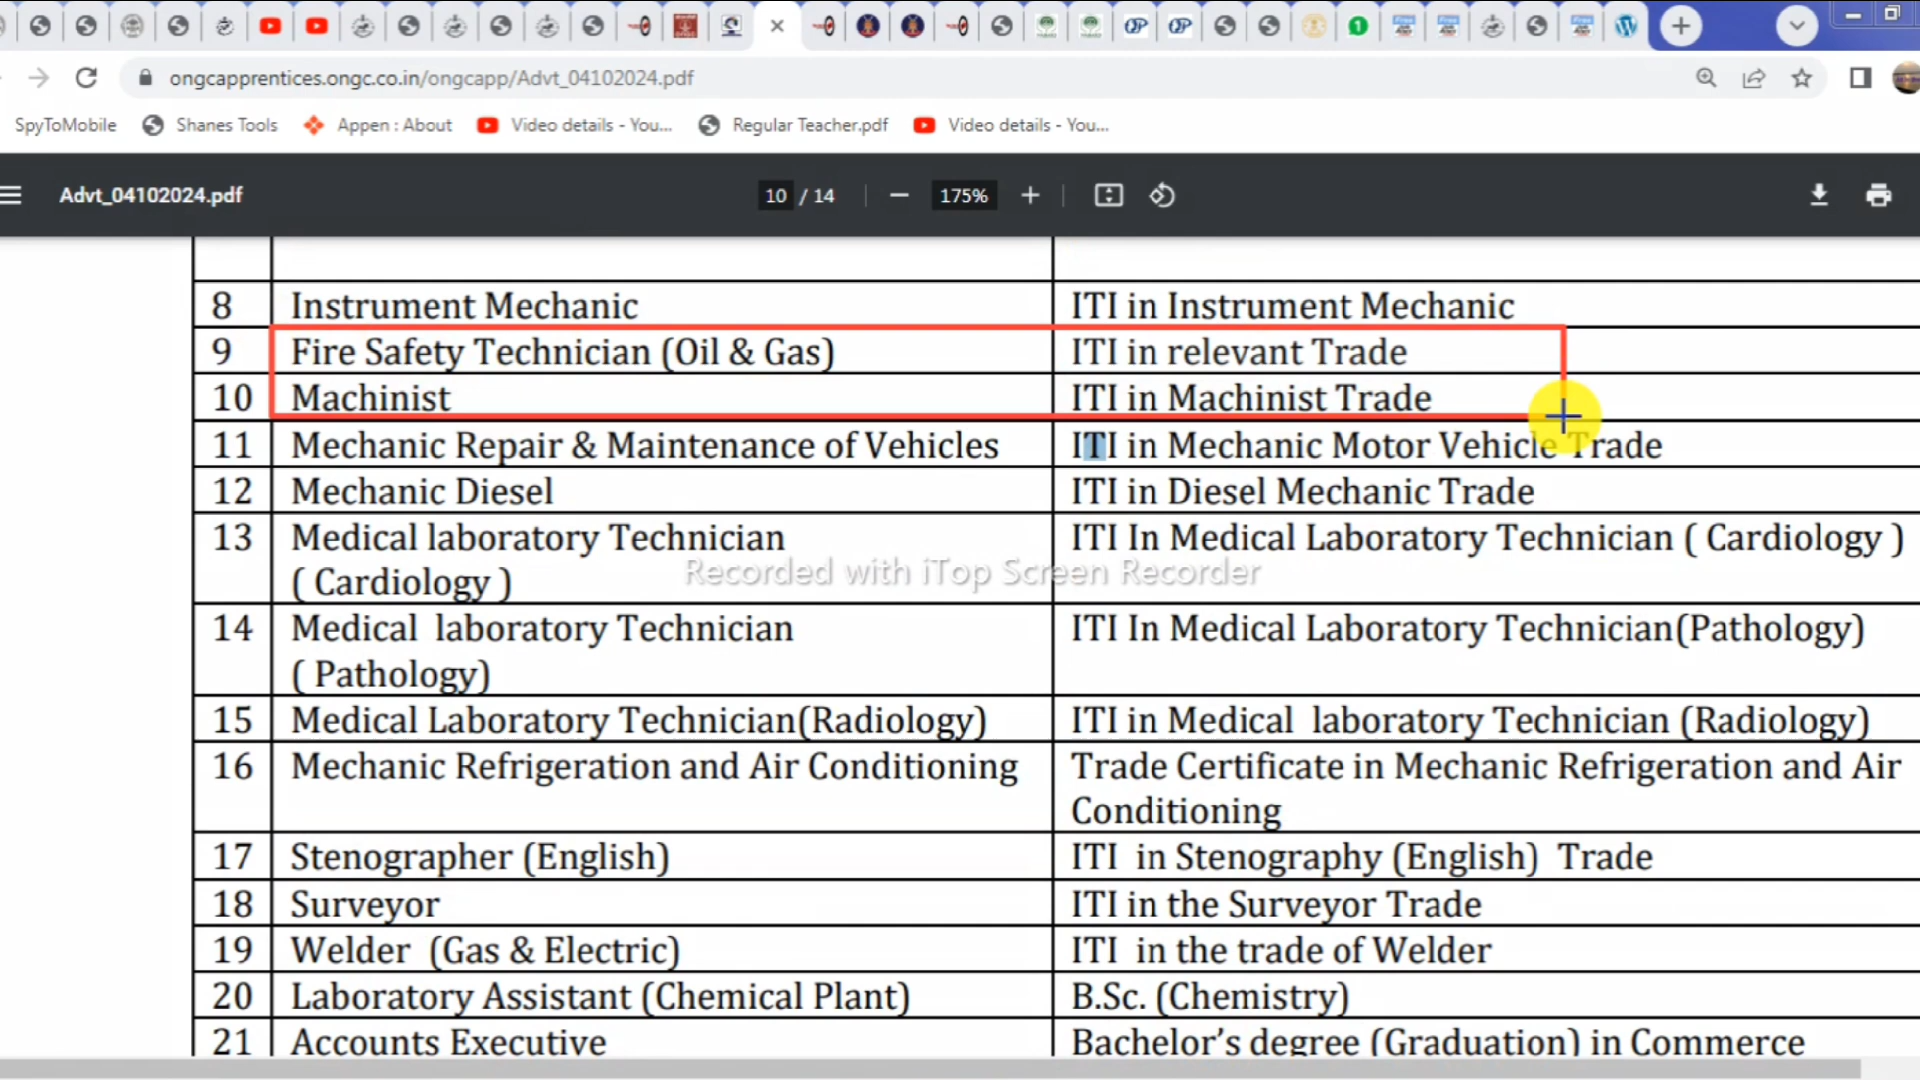 ongcapprentices.ongc.co.in/ongcapp/Advt_04102024.pdf
SpyToMobile Shanes Tools Appen : About Video details - You... Regular Teacher.pdf Video details - You...
Advt_04102024.pdf 10 / 14 175%
8 Instrument Mechanic ITI in Instrument Mechanic
9 Fire Safety Technician (Oil & Gas) ITI in relevant Trade
10 Machinist ITI in Machinist Trade
11 Mechanic Repair & Maintenance of Vehicles ITI in Mechanic Motor Vehicle Trade
12 Mechanic Diesel ITI in Diesel Mechanic Trade
13 Medical laboratory Technician ITI In Medical Laboratory Technician ( Cardiology )
( Cardiology )
Recorded with iTop Screen Recorder
14 Medical laboratory Technician ITI In Medical Laboratory Technician(Pathology)
( Pathology)
15 Medical Laboratory Technician(Radiology) ITI in Medical laboratory Technician (Radiology)
16 Mechanic Refrigeration and Air Conditioning Trade Certificate in Mechanic Refrigeration and Air
Conditioning
17 Stenographer (English) ITI in Stenography (English) Trade
18 Surveyor ITI in the Surveyor Trade
19 Welder (Gas & Electric) ITI in the trade of Welder
20 Laboratory Assistant (Chemical Plant) B.Sc. (Chemistry)
21 Accounts Executive Bachelor's degree (Graduation) in Commerce